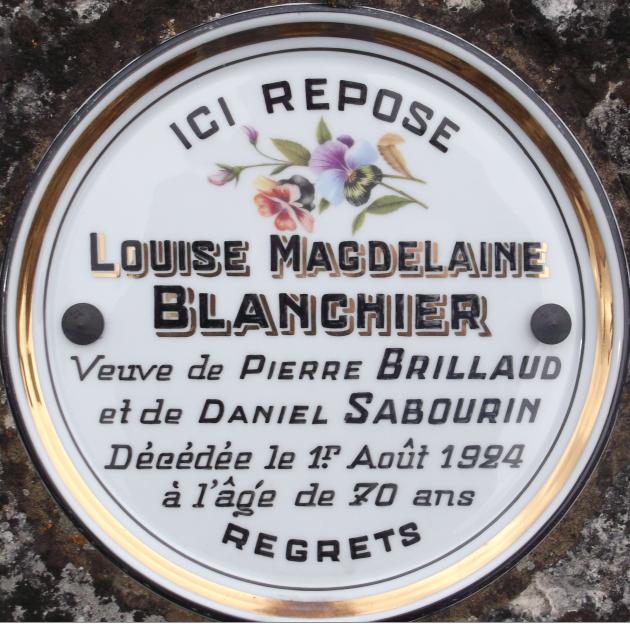 ICI REPOSE
LOUISE MAGDELAINE
BLANCHIER
Veuve de PIERRE BRILLAUD
et de DANIEL SABOURIN
Décédée le 1er Août 1924
à l'âge de 70 ans
REGRETS